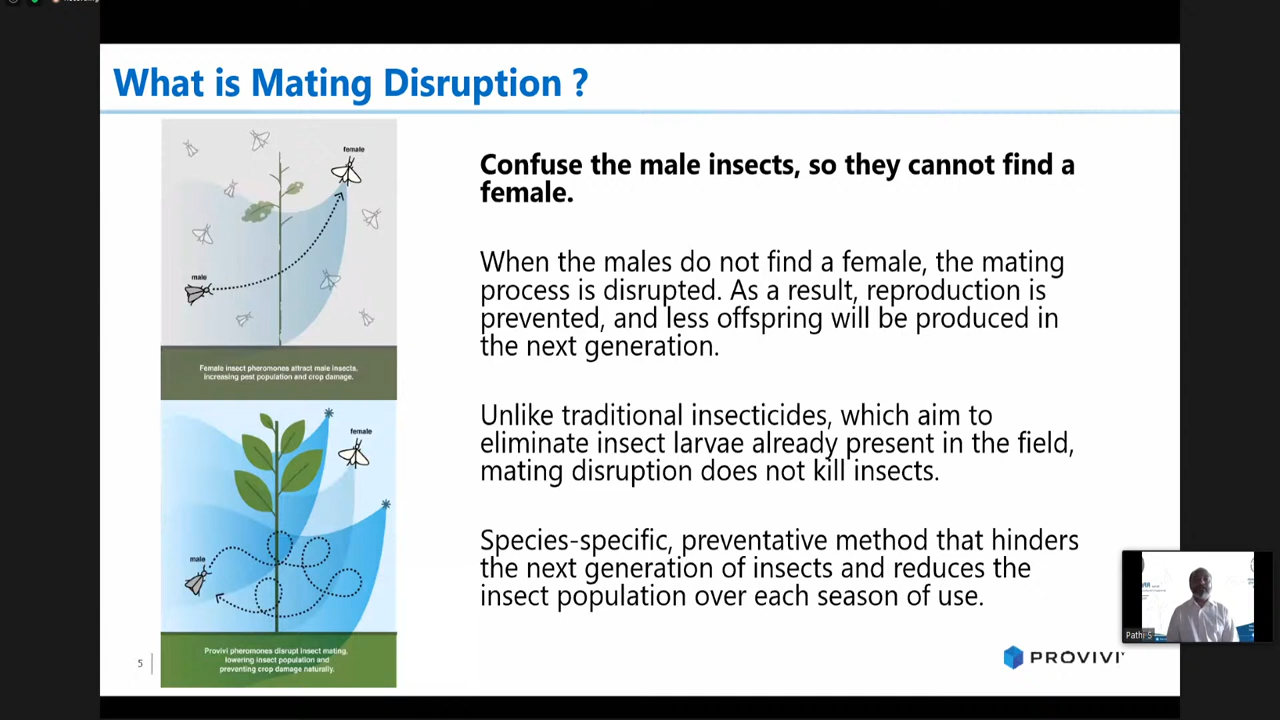 Recording
What is Mating Disruption ?
female
male
Female insect pheromones attract male insects,
increasing pest population and crop damage.
female
male
Provivi pheromones disrupt insect mating,
lowering insect population and
preventing crop damage naturally.
Confuse the male insects, so they cannot find a
female.
When the males do not find a female, the mating
process is disrupted. As a result, reproduction is
prevented, and less offspring will be produced in
the next generation.
Unlike traditional insecticides, which aim to
eliminate insect larvae already present in the field,
mating disruption does not kill insects.
Species-specific, preventative method that hinders
the next generation of insects and reduces the
insect population over each season of use.
5
PROVIVI
Pathi S